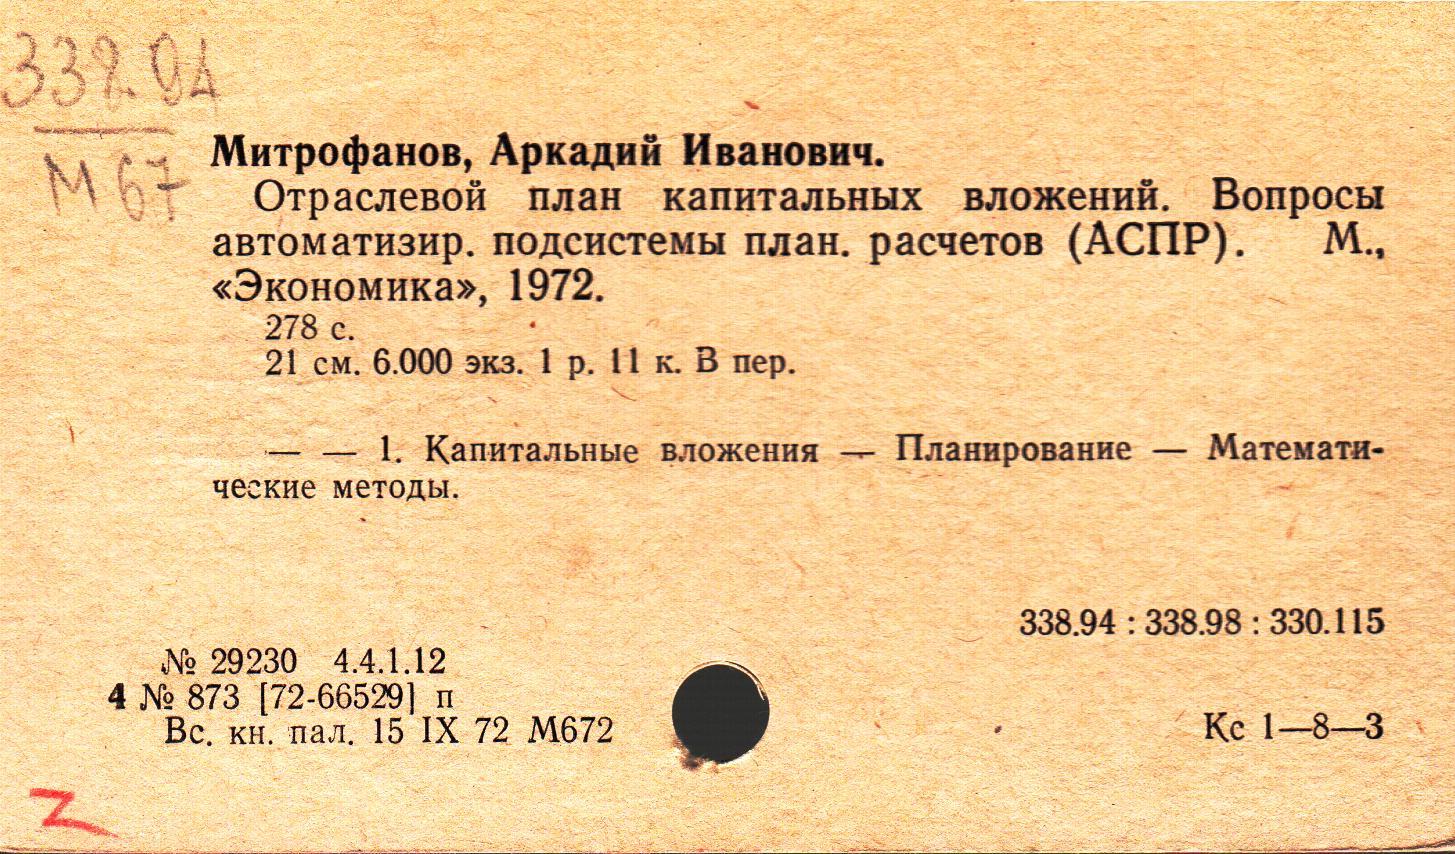 338.94
М67
Митрофанов, Аркадий Иванович.
Отраслевой план капитальных вложений. Вопросы
автоматизир. подсистемы план. расчетов (АСПР). М.,
«Экономика», 1972.
278 с.
21 см. 6.000 экз. 1 р. 11 к. В пер.
— — 1. Капитальные вложения — Планирование — Математи-
ческие методы.
338.94 : 338.98 : 330.115
№ 29230 4.4.1.12
4 № 873 [72-66529] п
Вс. кн. пал. 15 IX 72 М672
Кс 1—8—3